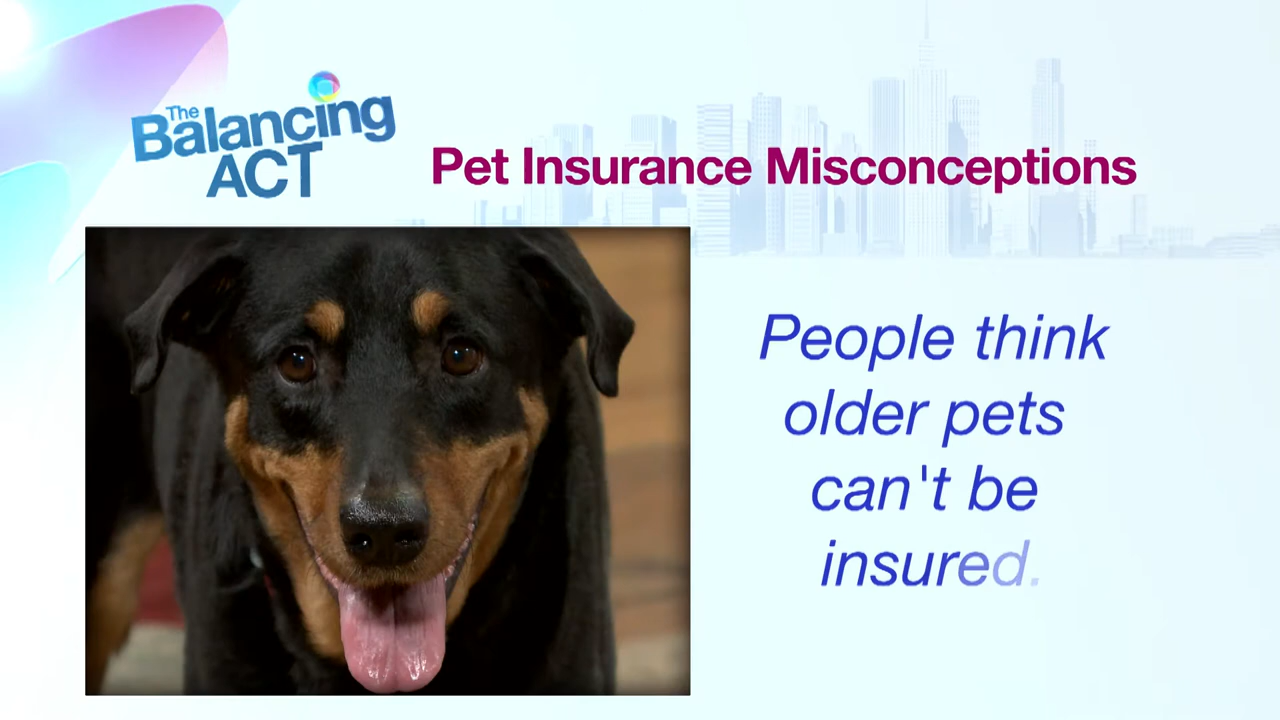 The
Balancing
ACT
Pet Insurance Misconceptions
People think
older pets
can't be
insured.